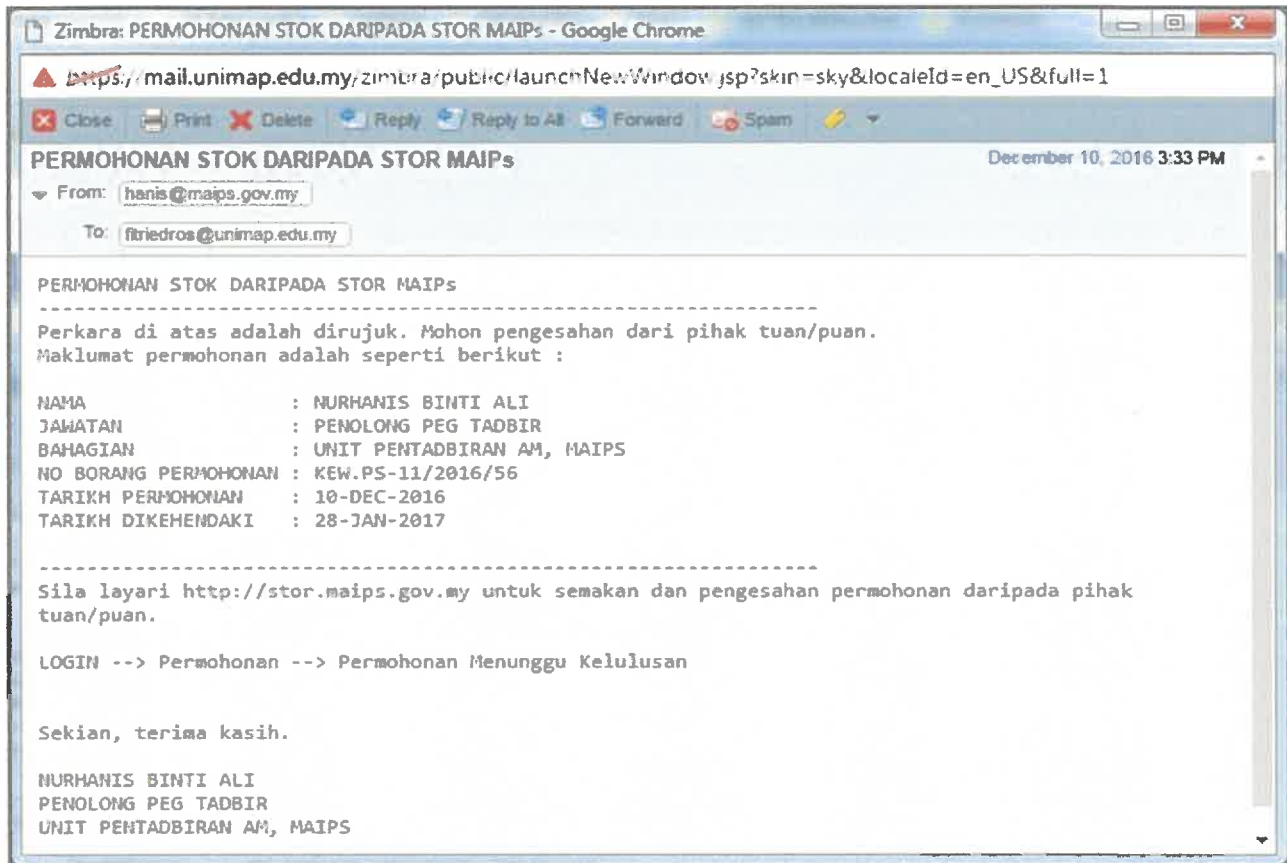 Zimbra: PERMOHONAN STOK DARIPADA STOR MAIPs - Google Chrome
https://mail.unimap.edu.my/zimbra/public/launchNewWindow.jsp?skin=sky&localeId=en_US&full=1
Close Print Delete Reply Reply to All Forward Spam
PERMOHONAN STOK DARIPADA STOR MAIPs December 10, 2016 3:33 PM
From: hanis@maips.gov.my
To: fitriedros@unimap.edu.my
PERMOHONAN STOK DARIPADA STOR MAIPs
--------------------------------------------------------------------
Perkara di atas adalah dirujuk. Mohon pengesahan dari pihak tuan/puan.
Maklumat permohonan adalah seperti berikut :
NAMA : NURHANIS BINTI ALI
JAWATAN : PENOLONG PEG TADBIR
BAHAGIAN : UNIT PENTADBIRAN AM, MAIPS
NO BORANG PERMOHONAN : KEW.PS-11/2016/56
TARIKH PERMOHONAN : 10-DEC-2016
TARIKH DIKEHENDAKI : 28-JAN-2017
--------------------------------------------------------------------
Sila layari http://stor.maips.gov.my untuk semakan dan pengesahan permohonan daripada pihak
tuan/puan.
LOGIN --> Permohonan --> Permohonan Menunggu Kelulusan
Sekian, terima kasih.
NURHANIS BINTI ALI
PENOLONG PEG TADBIR
UNIT PENTADBIRAN AM, MAIPS